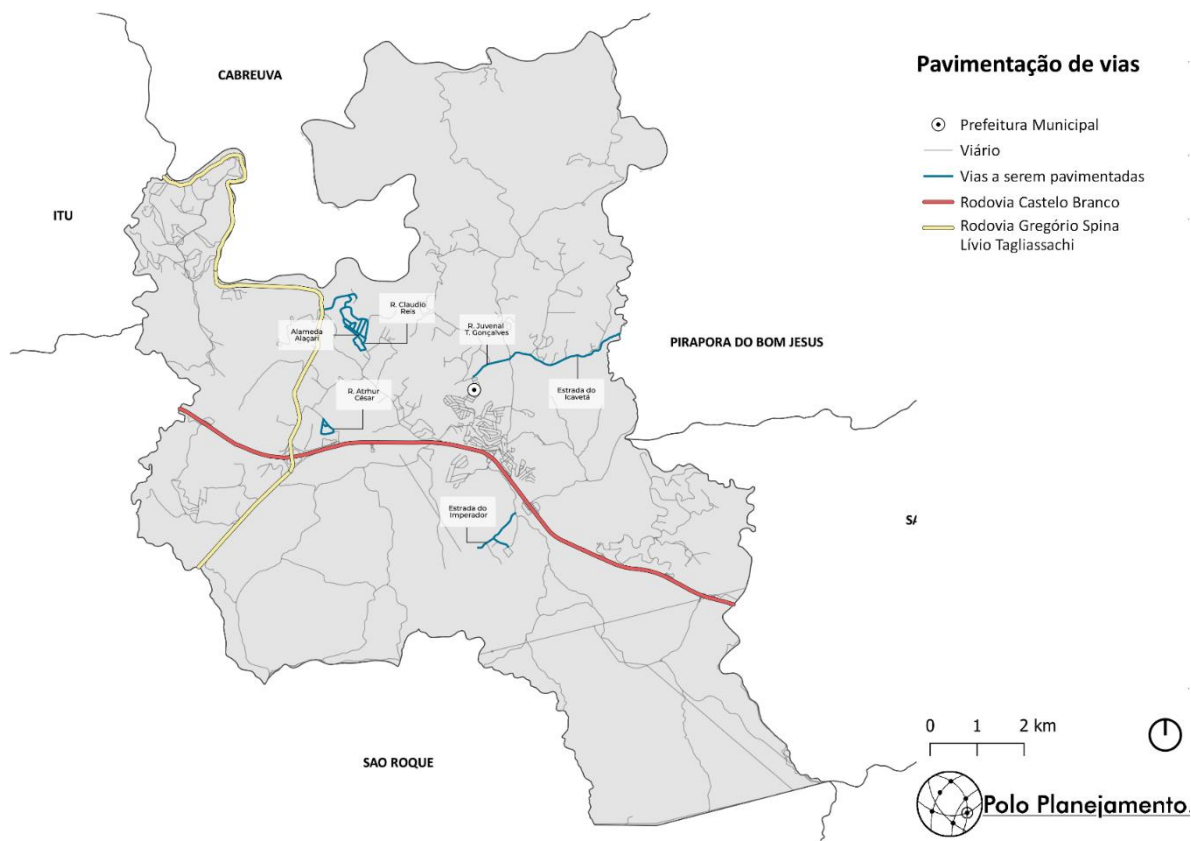 CABREUVA
ITU
PIRAPORA DO BOM JESUS
SA
SAO ROQUE
R. Claudio
Reis
Alameda
Alaçari
R. Juvenal
T. Gonçalves
R. Atrhur
César
Estrada do
Icavetá
Estrada do
Imperador
Pavimentação de vias
Prefeitura Municipal
Viário
Vias a serem pavimentadas
Rodovia Castelo Branco
Rodovia Gregório Spina
Lívio Tagliassachi
0 1 2 km
Polo Planejamento.